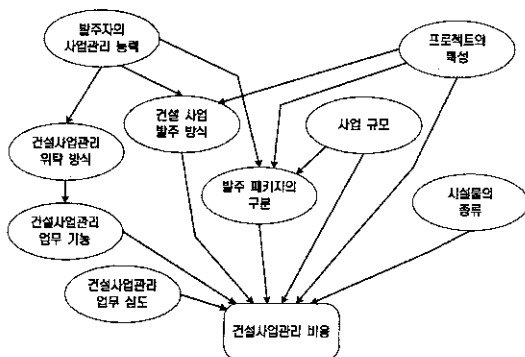 발주자의
사업관리 능력
프로젝트의
특성
건설 사업
발주 방식
사업 규모
건설사업관리
위탁 방식
발주 패키지의
구분
시설물의
종류
건설사업관리
업무 기능
건설사업관리
업무 심도
건설사업관리 비용